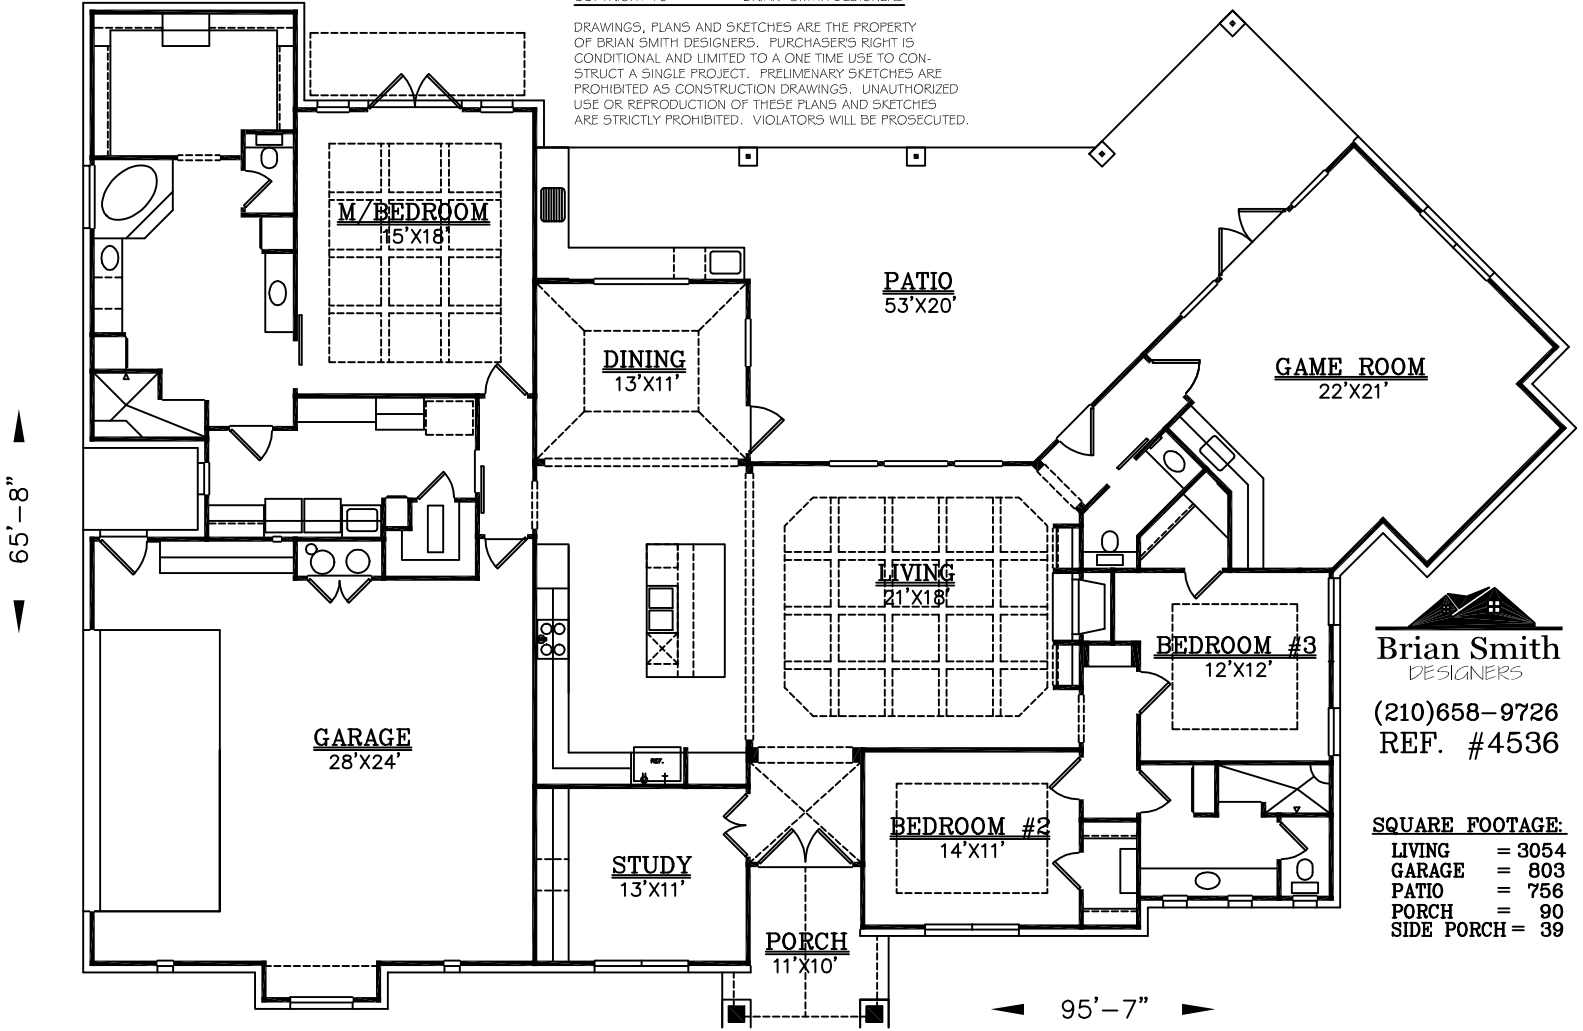 DRAWINGS, PLANS AND SKETCHES ARE THE PROPERTY
OF BRIAN SMITH DESIGNERS. PURCHASER'S RIGHT IS
CONDITIONAL AND LIMITED TO A ONE TIME USE TO CON-
STRUCT A SINGLE PROJECT. PRELIMENARY SKETCHES ARE
PROHIBITED AS CONSTRUCTION DRAWINGS. UNAUTHORIZED
USE OR REPRODUCTION OF THESE PLANS AND SKETCHES
ARE STRICTLY PROHIBITED. VIOLATORS WILL BE PROSECUTED.
M/BEDROOM
15'X18'
PATIO
53'X20'
DINING
13'X11'
GAME ROOM
22'X21'
65'-8"
LIVING
21'X18'
BEDROOM #3
12'X12'
GARAGE
28'X24'
REF.
BEDROOM #2
14'X11'
STUDY
13'X11'
PORCH
11'X10'
95'-7"
Brian Smith
DESIGNERS
(210)658-9726
REF. #4536
SQUARE FOOTAGE:
LIVING = 3054
GARAGE = 803
PATIO = 756
PORCH = 90
SIDE PORCH = 39